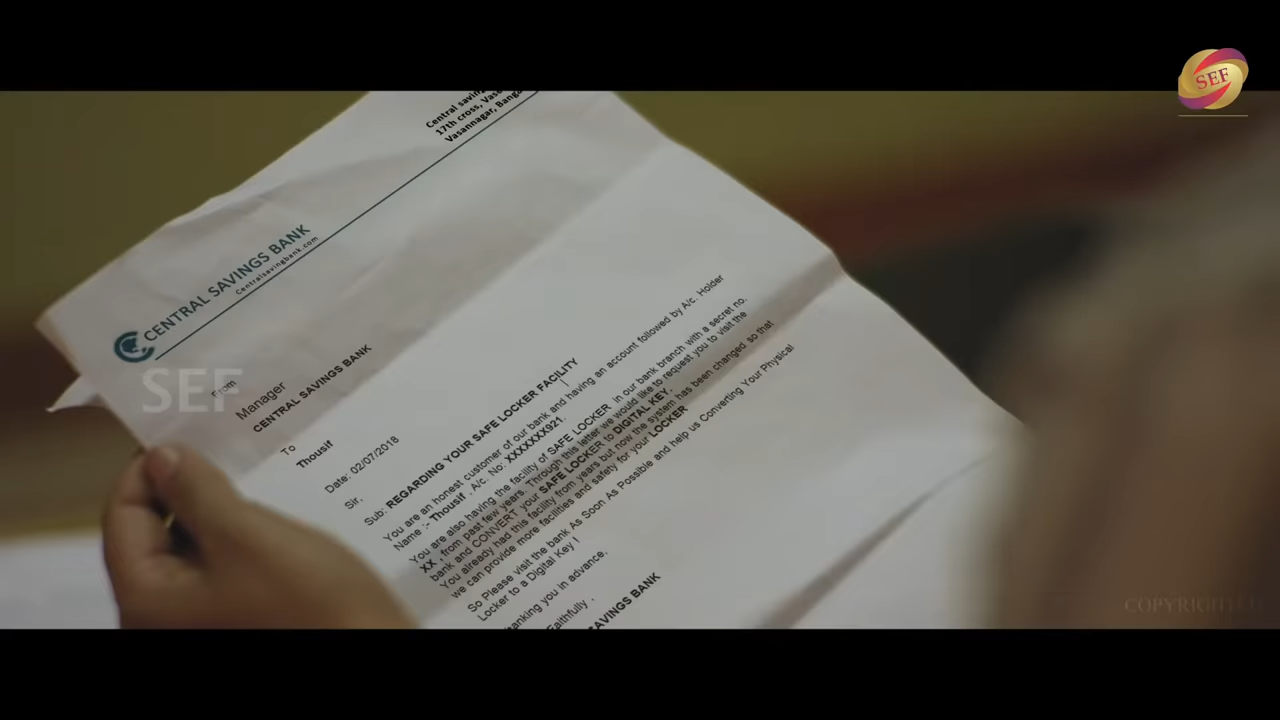 SEF
Central saving
17th cross, Vas
Vasannagar, Banga
CENTRAL SAVINGS BANK
Centralsavingbank.com
SEF
From
Manager
CENTRAL SAVINGS BANK
To
Thousif
Date: 02/07/2018
Sir,
Sub: REGARDING YOUR SAFE LOCKER FACILITY
You are an honest customer of our bank and having an account followed by A/c. Holder
Name :- Thousif , A/c. No: XXXXXXX921.
You are also having the facility of SAFE LOCKER in our bank branch with a secret no.
XX , from past few years. Through this letter we would like to request you to visit the
bank and CONVERT your SAFE LOCKER to DIGITAL KEY.
You already had this facility from years but now the system has been changed so that
we can provide more facilities and safety for your LOCKER
So Please visit the bank As Soon As Possible and help us Converting Your Physical
Locker to a Digital Key !
anking you in advance.
Faithfully ,
SAVINGS BANK
COPYRIGHT